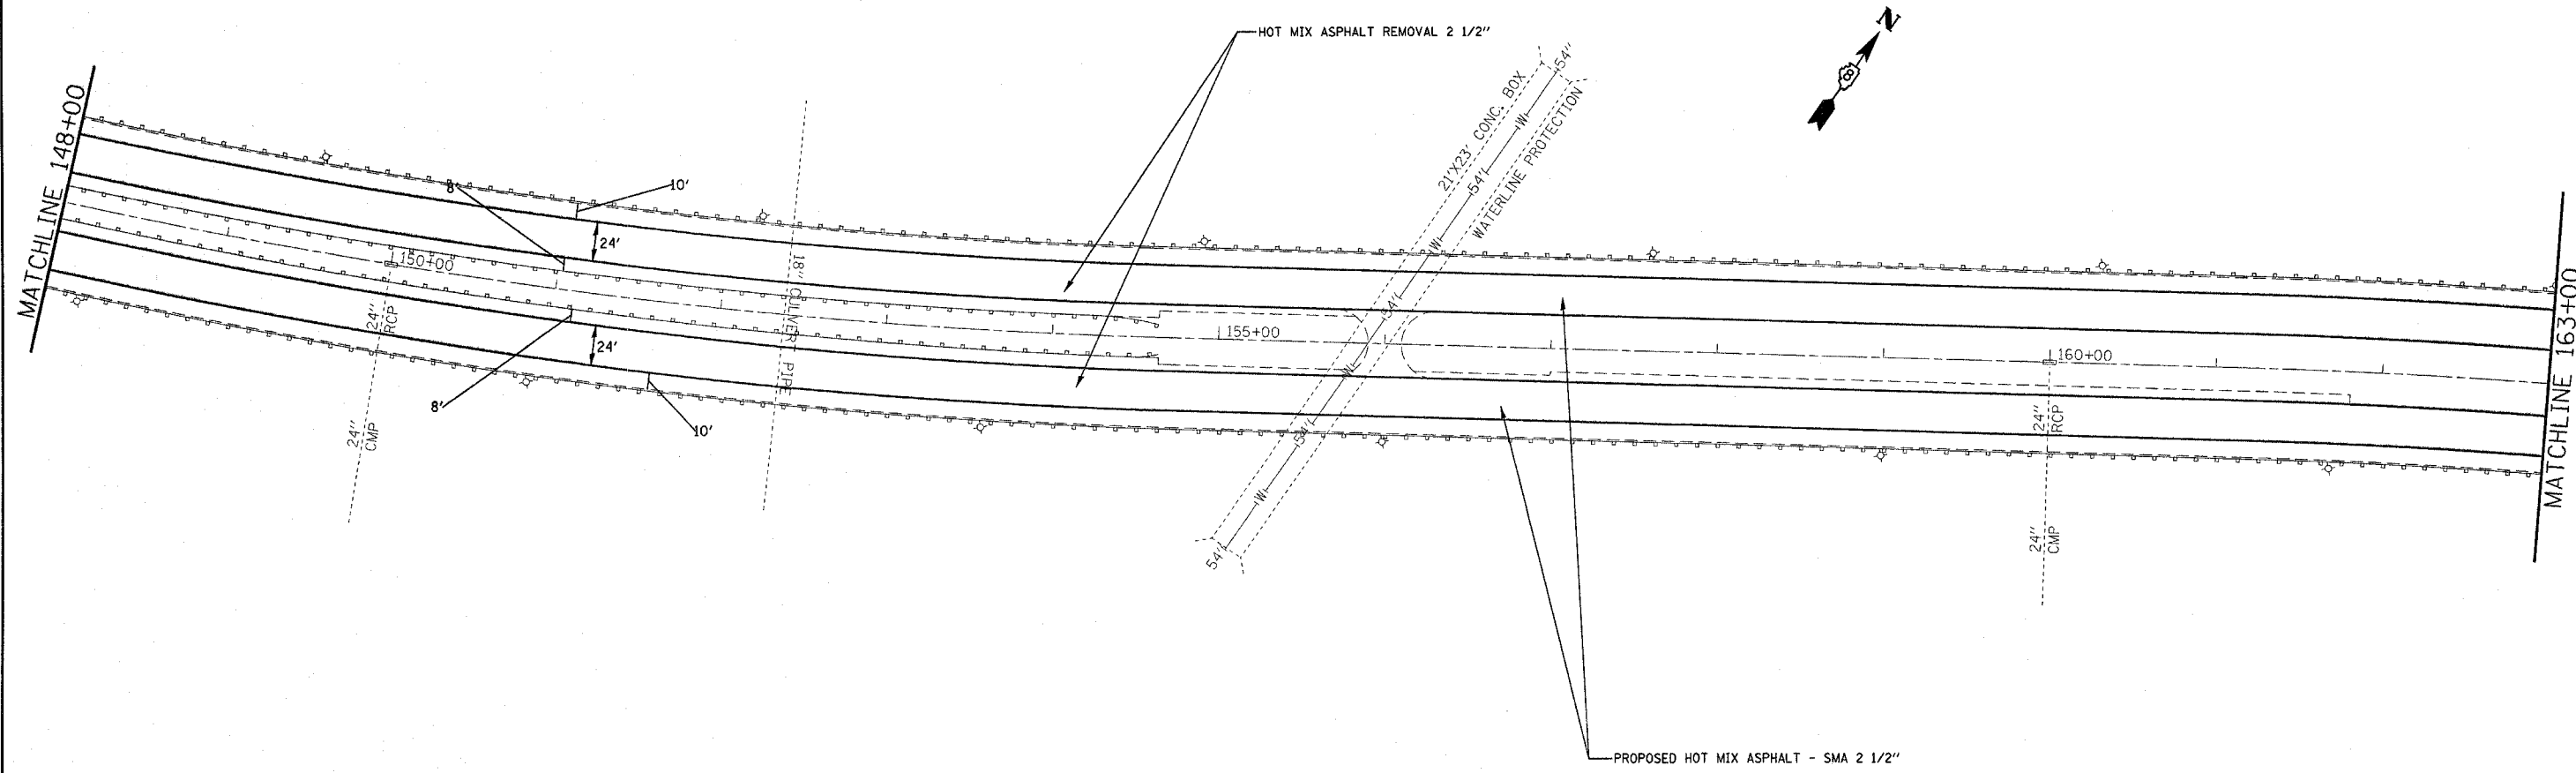 HOT MIX ASPHALT REMOVAL 2 1/2"
N
8
54"
21'X23' CONC. BOX
WATERLINE PROTECTION
W
54"
W
54"
W
54"
W
54"
54"
MATCHLINE 148+00
8'
10'
24'
150+00
24"
RCP
18" CULVERT PIPE
24'
8'
10'
24"
CMP
155+00
160+00
24"
RCP
24"
CMP
MATCHLINE 163+00
PROPOSED HOT MIX ASPHALT - SMA 2 1/2"